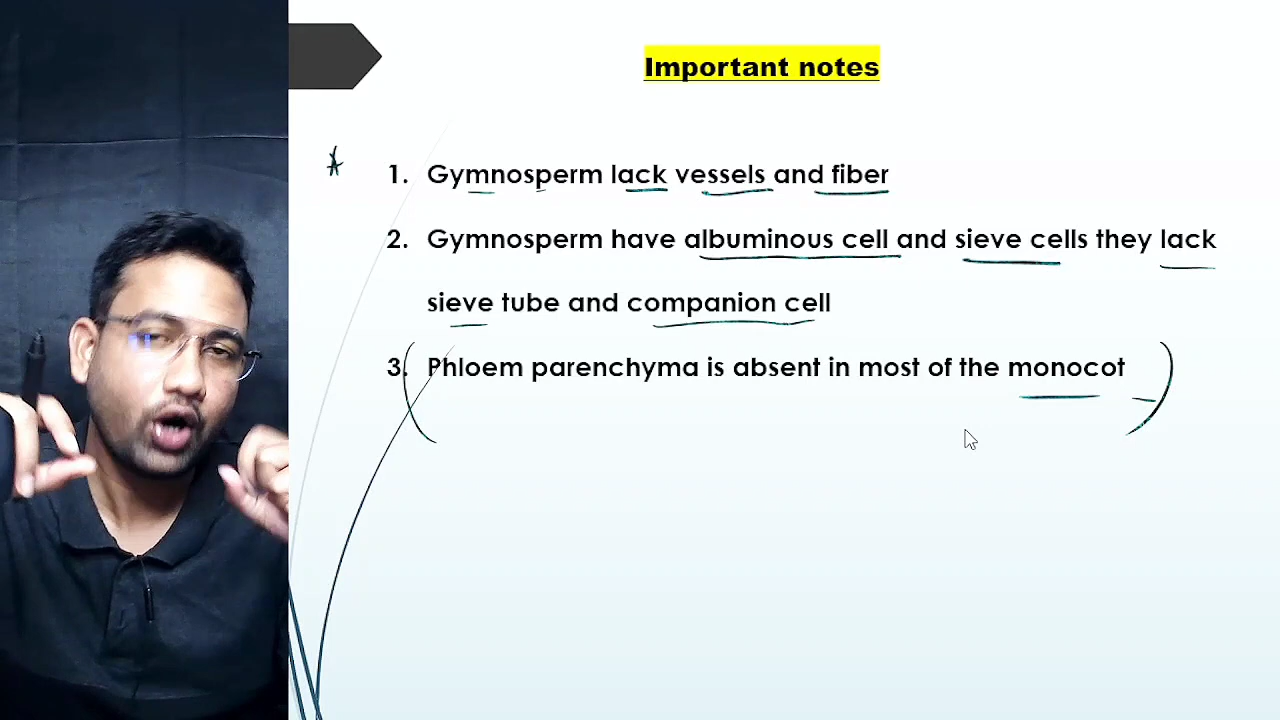 Important notes
1. Gymnosperm lack vessels and fiber
2. Gymnosperm have albuminous cell and sieve cells they lack
sieve tube and companion cell
3. Phloem parenchyma is absent in most of the monocot